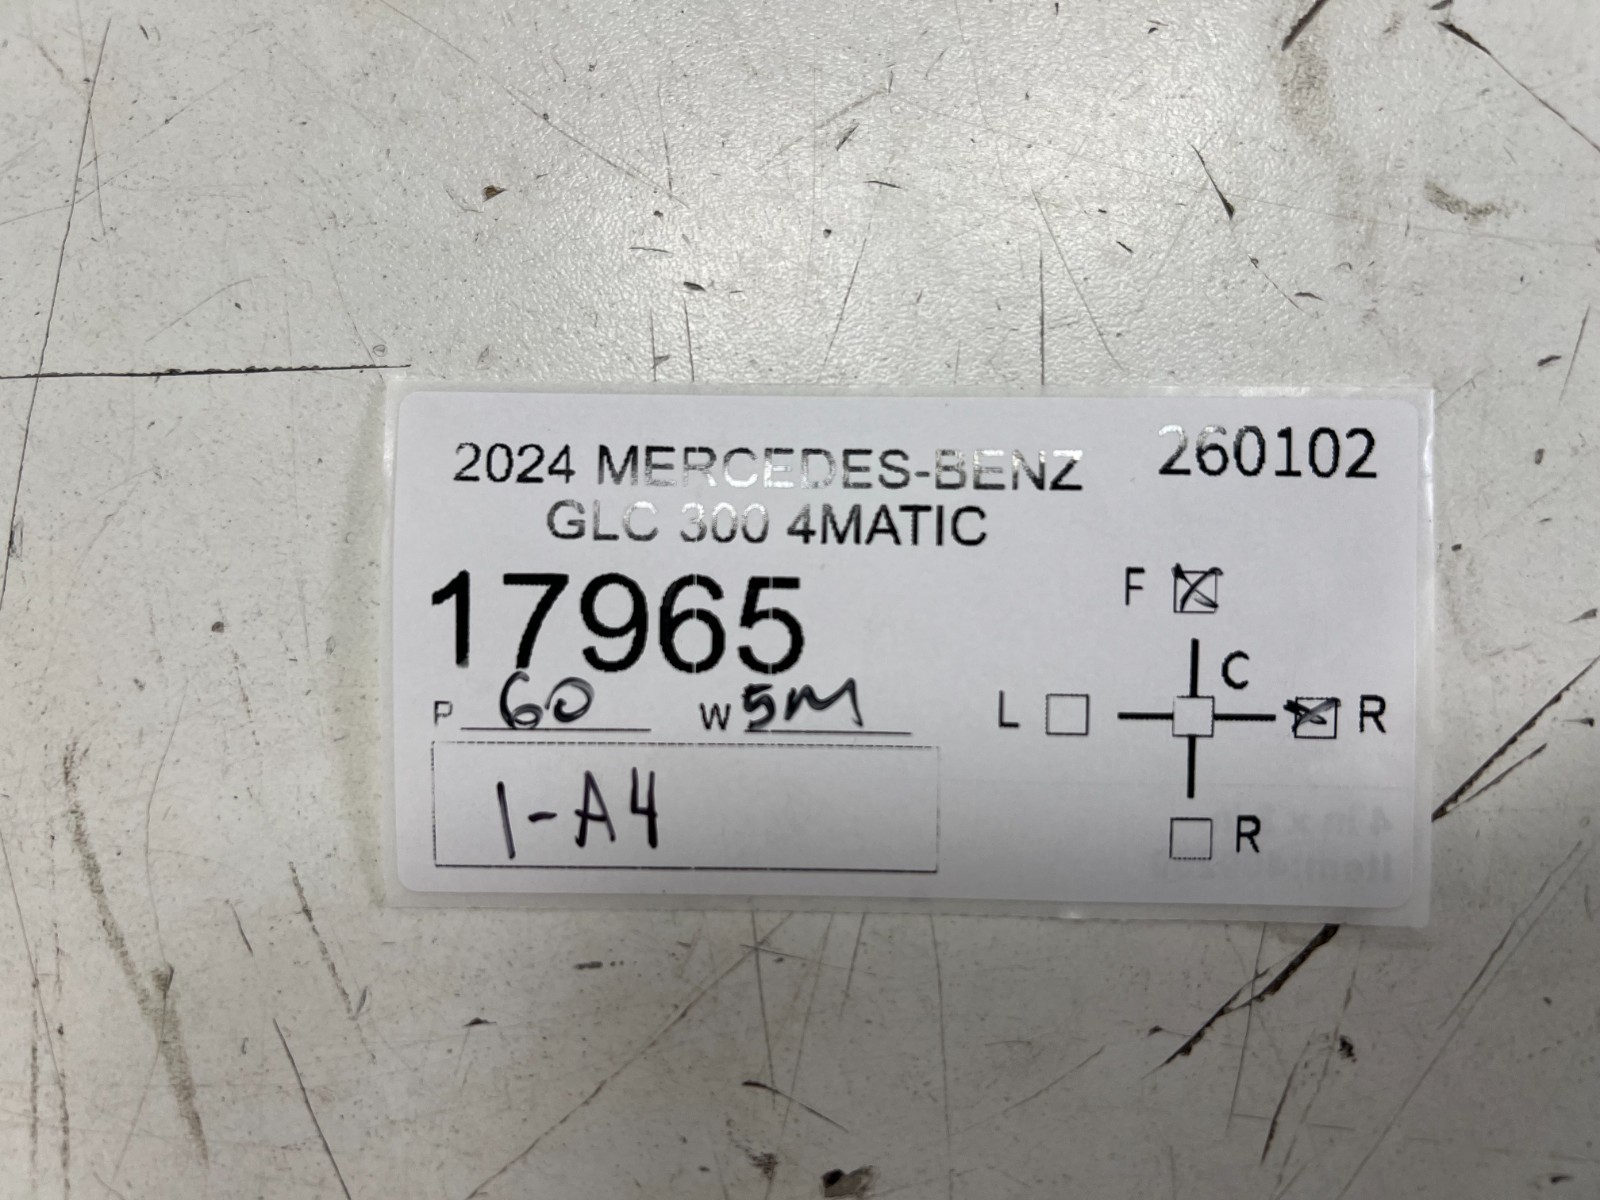 2024 MERCEDES-BENZ 260102
GLC 300 4MATIC
17965
F
C
P 60 W 5M
L R
1-A4
R